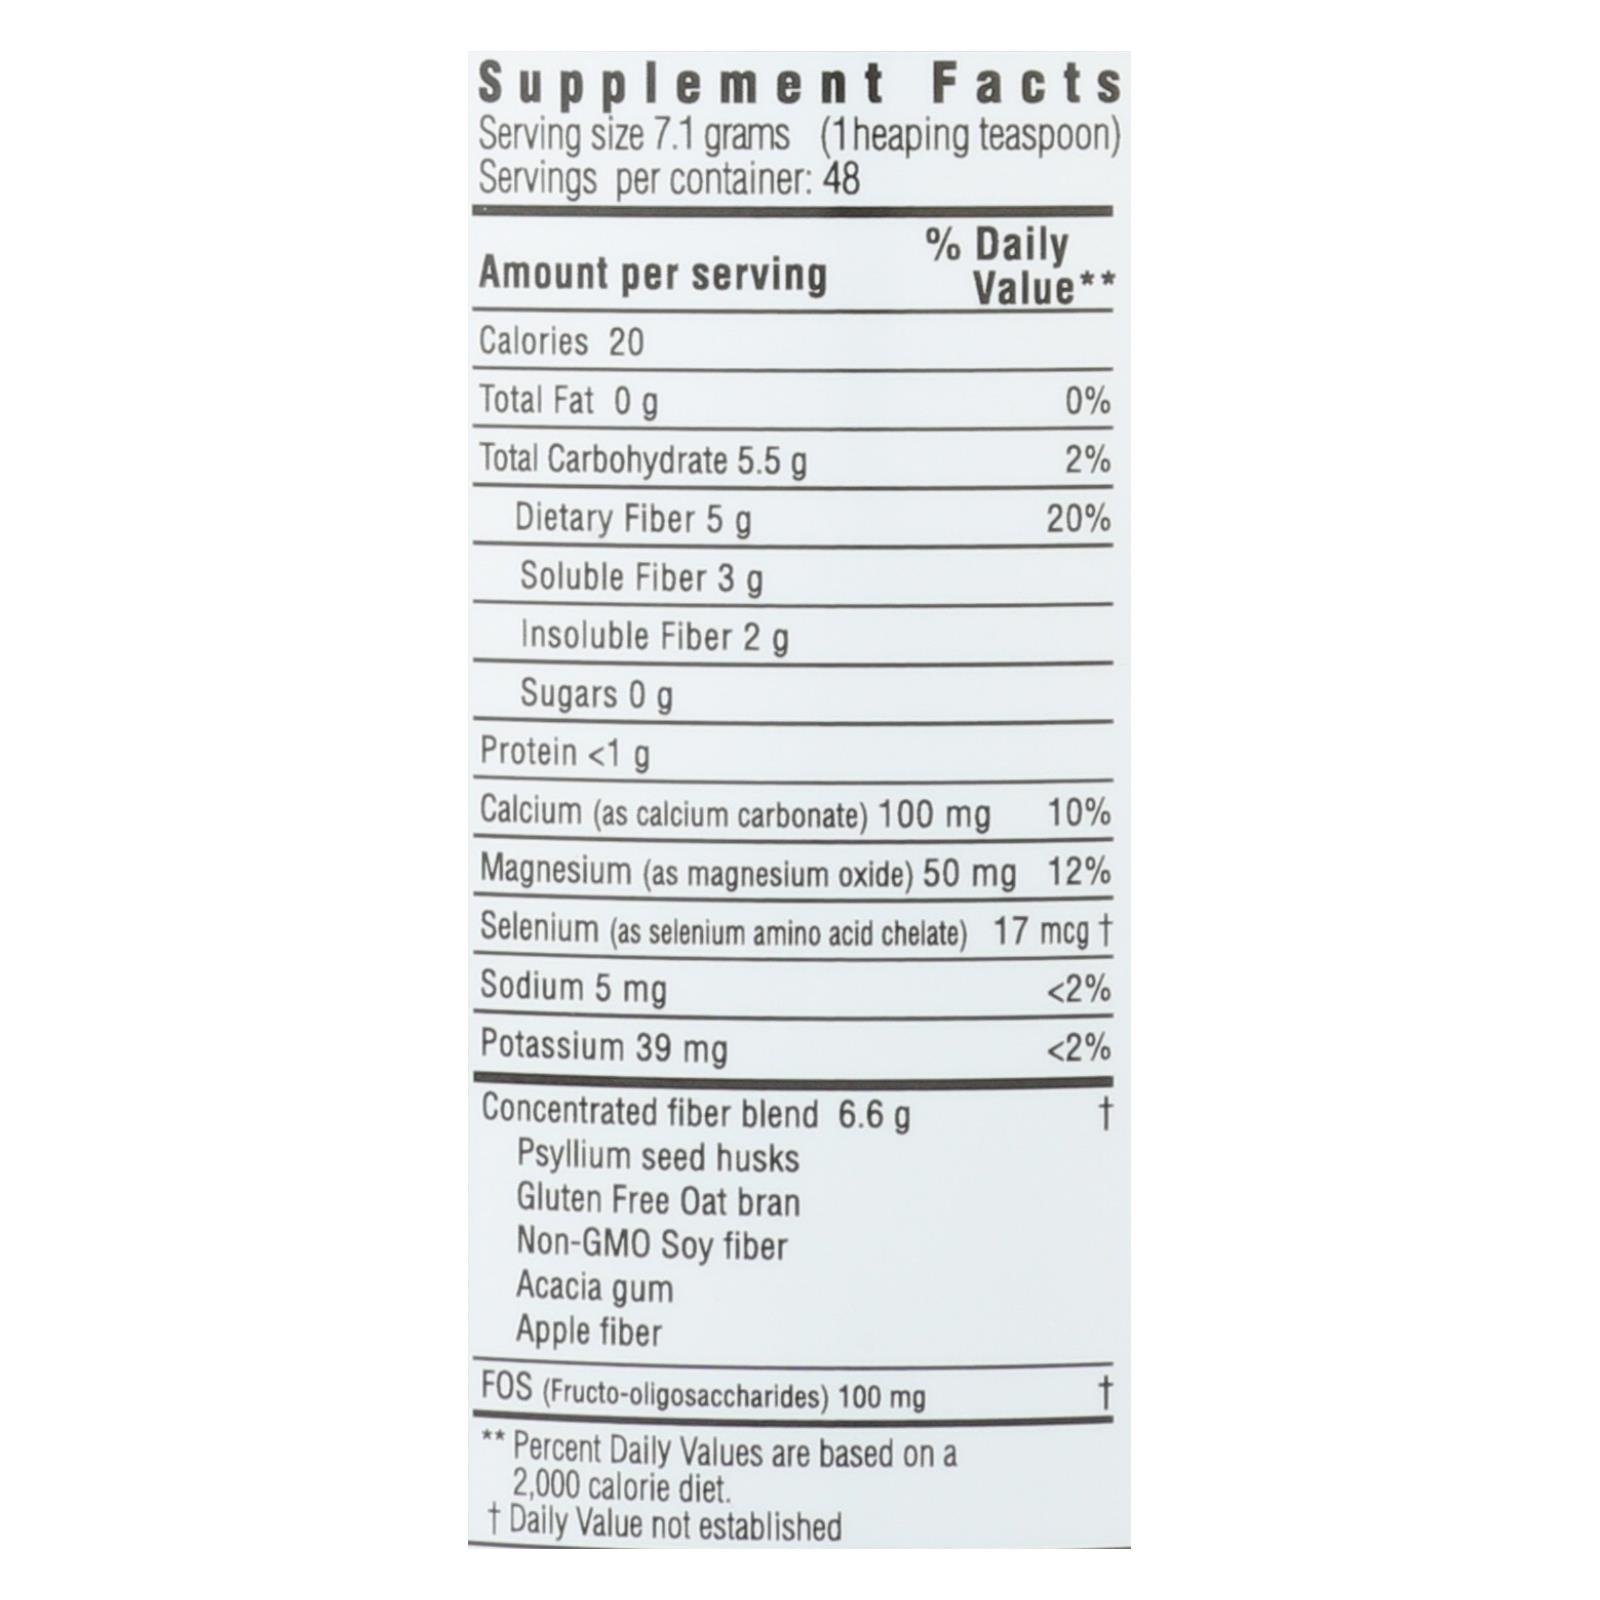 Supplement Facts
Serving size 7.1 grams (1 heaping teaspoon)
Servings per container: 48
% Daily
Amount per serving Value**
Calories 20
Total Fat 0 g 0%
Total Carbohydrate 5.5 g 2%
Dietary Fiber 5 g 20%
Soluble Fiber 3 g
Insoluble Fiber 2 g
Sugars 0 g
Protein <1 g
Calcium (as calcium carbonate) 100 mg 10%
Magnesium (as magnesium oxide) 50 mg 12%
Selenium (as selenium amino acid chelate) 17 mcg †
Sodium 5 mg <2%
Potassium 39 mg <2%
Concentrated fiber blend 6.6 g †
Psyllium seed husks
Gluten Free Oat bran
Non-GMO Soy fiber
Acacia gum
Apple fiber
FOS (Fructo-oligosaccharides) 100 mg †
** Percent Daily Values are based on a
2,000 calorie diet.
† Daily Value not established